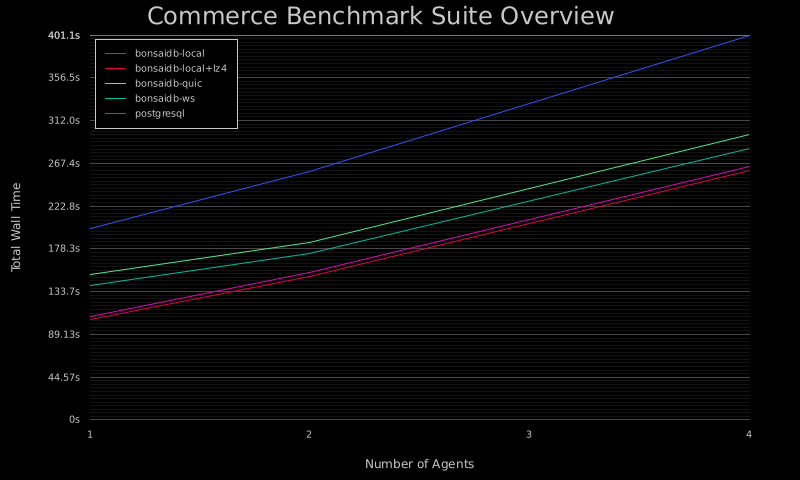 Commerce Benchmark Suite Overview
401.1s
356.5s
312.0s
267.4s
222.8s
178.3s
133.7s
89.13s
44.57s
0s
bonsaidb-local
bonsaidb-local+lz4
bonsaidb-quic
bonsaidb-ws
postgresql
Total Wall Time
1
2
3
4
Number of Agents